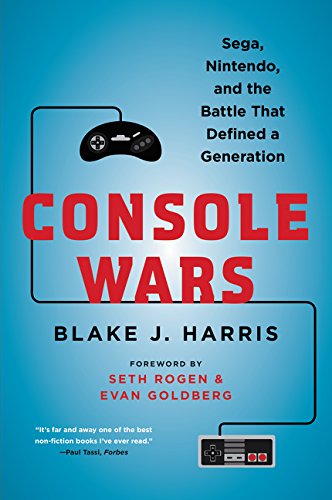 Sega,
Nintendo,
and the
Battle That
Defined a
Generation
CONSOLE
WARS
BLAKE J. HARRIS
FOREWORD BY
SETH ROGEN &
EVAN GOLDBERG
"It's far and away one of the best
non-fiction books I've ever read."
—Paul Tassi, Forbes